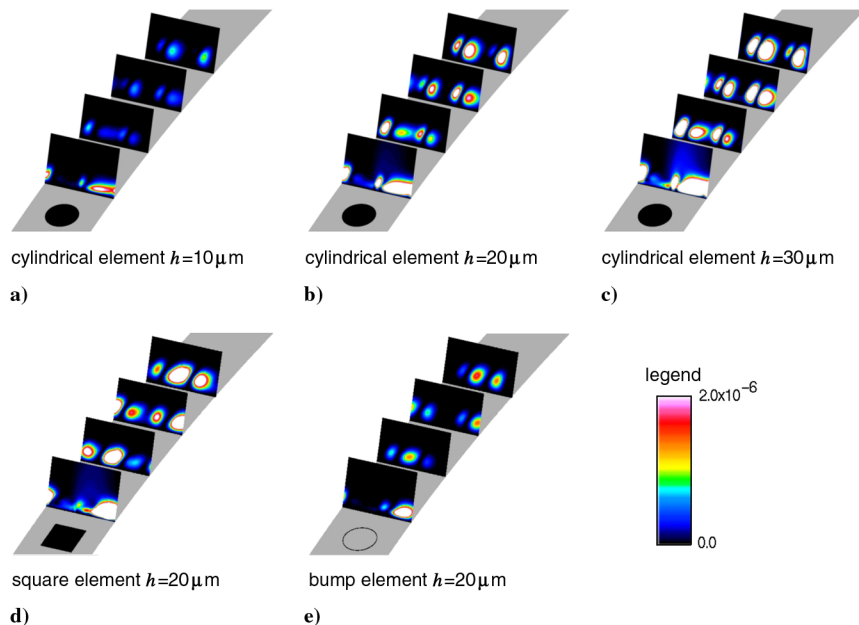 cylindrical element h=10μm
cylindrical element h=20μm
cylindrical element h=30μm
a)
b)
c)
legend
2.0x10⁻⁶
0.0
square element h=20μm
bump element h=20μm
d)
e)